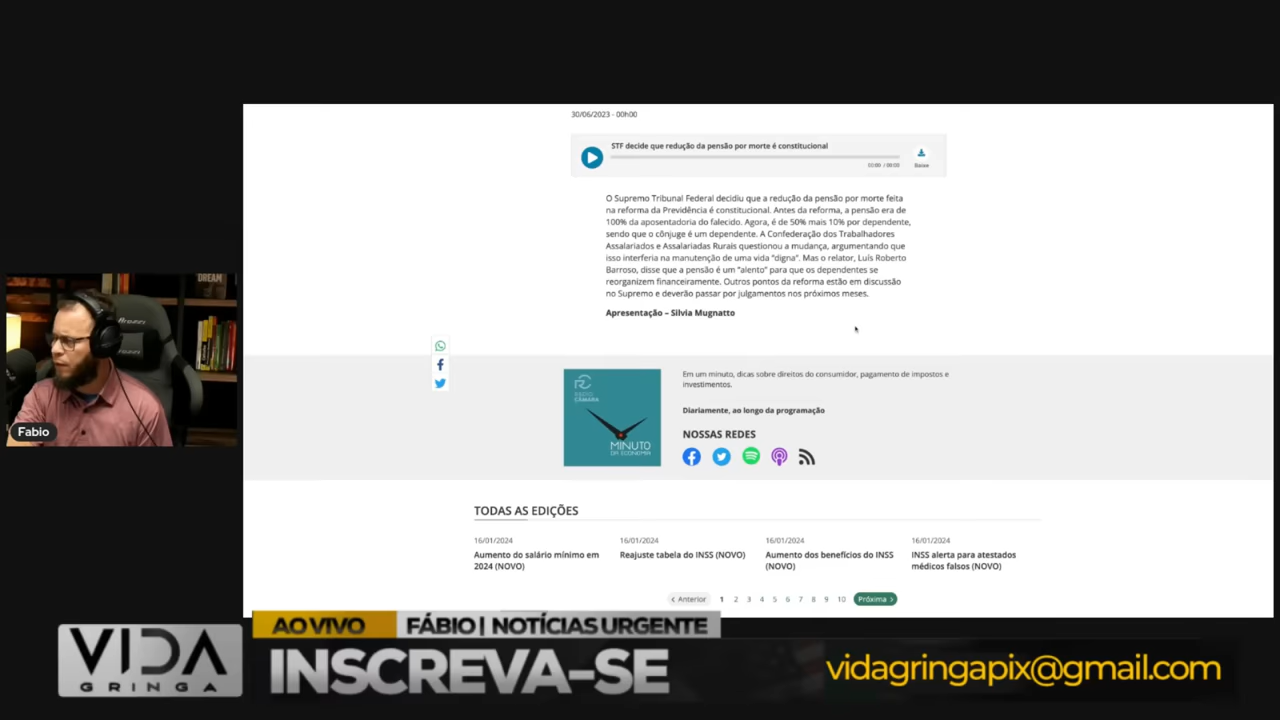 30/06/2023 - 00h00
STF decide que redução da pensão por morte é constitucional
00:00 / 00:00
Baixe
O Supremo Tribunal Federal decidiu que a redução da pensão por morte feita
na reforma da Previdência é constitucional. Antes da reforma, a pensão era de
100% da aposentadoria do falecido. Agora, é de 50% mais 10% por dependente,
sendo que o cônjuge é um dependente. A Confederação dos Trabalhadores
Assalariados e Assalariadas Rurais questionou a mudança, argumentando que
isso interferia na manutenção de uma vida "digna". Mas o relator, Luís Roberto
Barroso, disse que a pensão é um "alento" para que os dependentes se
reorganizem financeiramente. Outros pontos da reforma estão em discussão
no Supremo e deverão passar por julgamentos nos próximos meses.
Apresentação – Silvia Mugnatto
DREAM
Fabio
RÁDIO
CÂMARA
MINUTO
DA ECONOMIA
Em um minuto, dicas sobre direitos do consumidor, pagamento de impostos e
investimentos.
Diariamente, ao longo da programação
NOSSAS REDES
TODAS AS EDIÇÕES
16/01/2024
Aumento do salário mínimo em
2024 (NOVO)
16/01/2024
Reajuste tabela do INSS (NOVO)
16/01/2024
Aumento dos benefícios do INSS
(NOVO)
16/01/2024
INSS alerta para atestados
médicos falsos (NOVO)
< Anterior 1 2 3 4 5 6 7 8 9 10 Próxima >
AO VIVO FÁBIO | NOTÍCIAS URGENTE
VIDA
GRINGA
INSCREVA-SE
vidagringapix@gmail.com